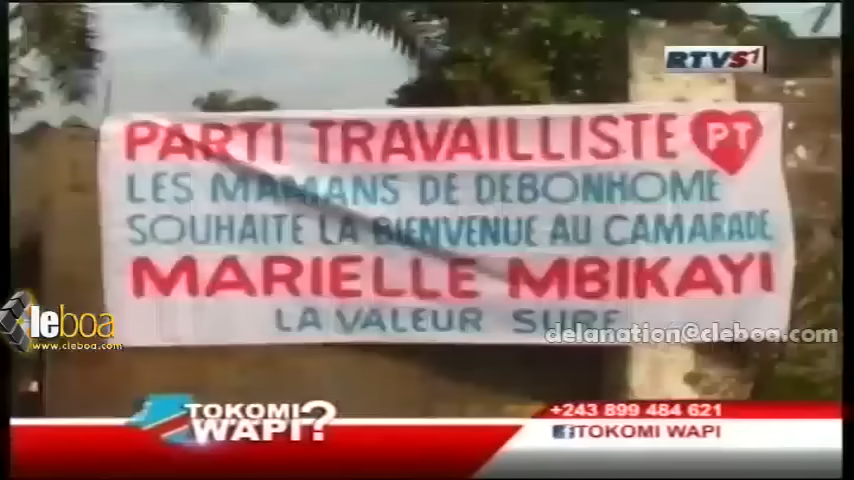 RTVS1
PARTI TRAVAILLISTE PT
LES MAMANS DE DEBONHOME
SOUHAITE LA BIENVENUE AU CAMARADE
MARIELLE MBIKAYI
LA VALEUR SURE
leboa
www.cleboa.com
delanation@cleboa.com
TOKOMI WAPI?
+243 899 484 621
TOKOMI WAPI